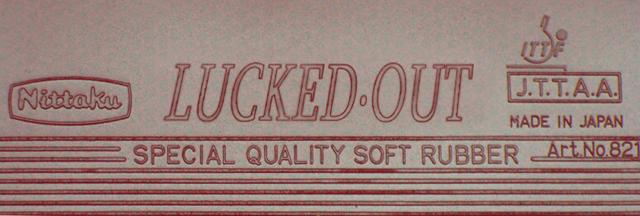 Nittaku
LUCKED·OUT
ITTF
J.T.T.A.A.
MADE IN JAPAN
SPECIAL QUALITY SOFT RUBBER
Art.No.821